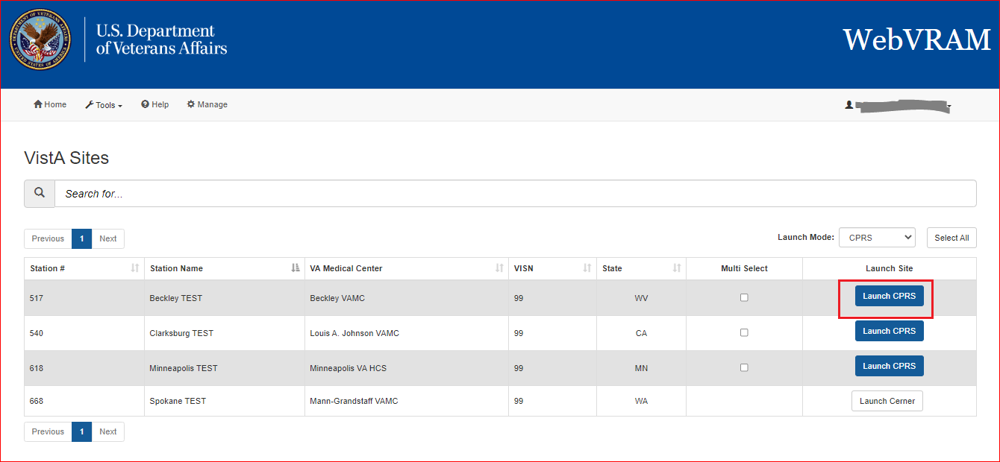 U.S. Department
of Veterans Affairs
WebVRAM
Home Tools Help Manage
VistA Sites
Search for...
Previous 1 Next Launch Mode: CPRS Select All
Station # Station Name VA Medical Center VISN State Multi Select Launch Site
517 Beckley TEST Beckley VAMC 99 WV Launch CPRS
540 Clarksburg TEST Louis A. Johnson VAMC 99 CA Launch CPRS
618 Minneapolis TEST Minneapolis VA HCS 99 MN Launch CPRS
668 Spokane TEST Mann-Grandstaff VAMC 99 WA Launch Cerner
Previous 1 Next